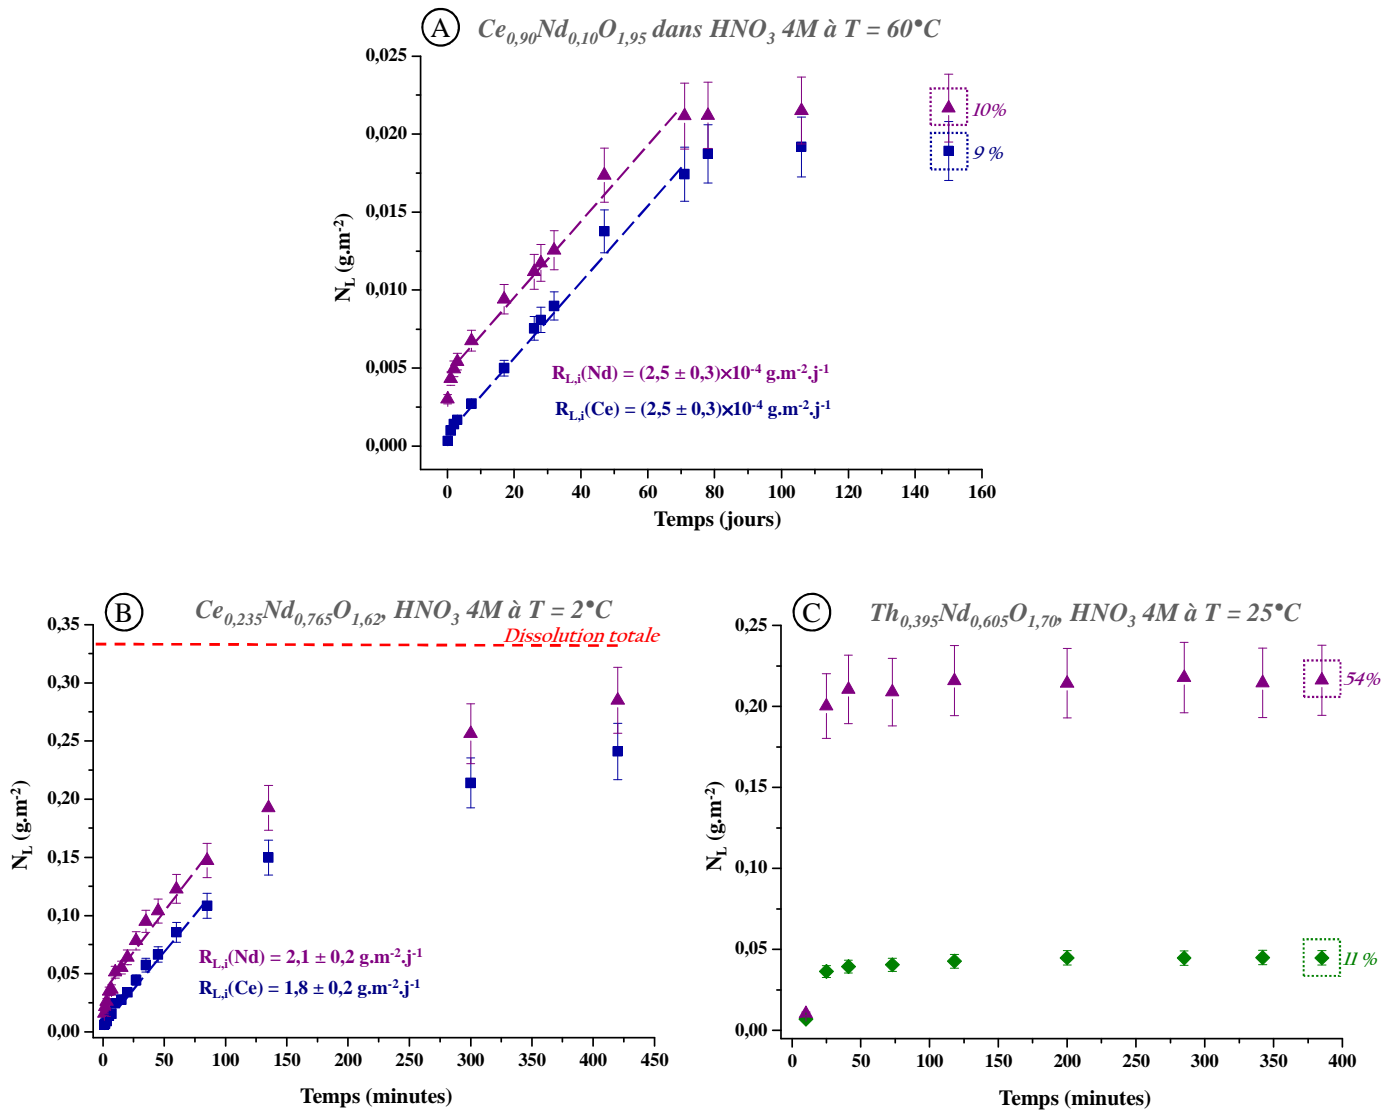 A Ce0,90Nd0,10O1,95 dans HNO3 4M à T = 60•C
0,025
0,020
0,015
0,010
0,005
0,000
NL (g.m-2)
10%
9 %
RL,i(Nd) = (2,5 ± 0,3)×10-4 g.m-2.j-1
RL,i(Ce) = (2,5 ± 0,3)×10-4 g.m-2.j-1
0 20 40 60 80 100 120 140 160
Temps (jours)
B Ce0,235Nd0,765O1,62, HNO3 4M à T = 2•C
Dissolution totale
0,35
0,30
0,25
0,20
0,15
0,10
0,05
0,00
NL (g.m-2)
RL,i(Nd) = 2,1 ± 0,2 g.m-2.j-1
RL,i(Ce) = 1,8 ± 0,2 g.m-2.j-1
0 50 100 150 200 250 300 350 400 450
Temps (minutes)
C Th0,395Nd0,605O1,70, HNO3 4M à T = 25•C
0,25
0,20
0,15
0,10
0,05
0,00
NL (g.m-2)
54%
11 %
0 50 100 150 200 250 300 350 400
Temps (minutes)